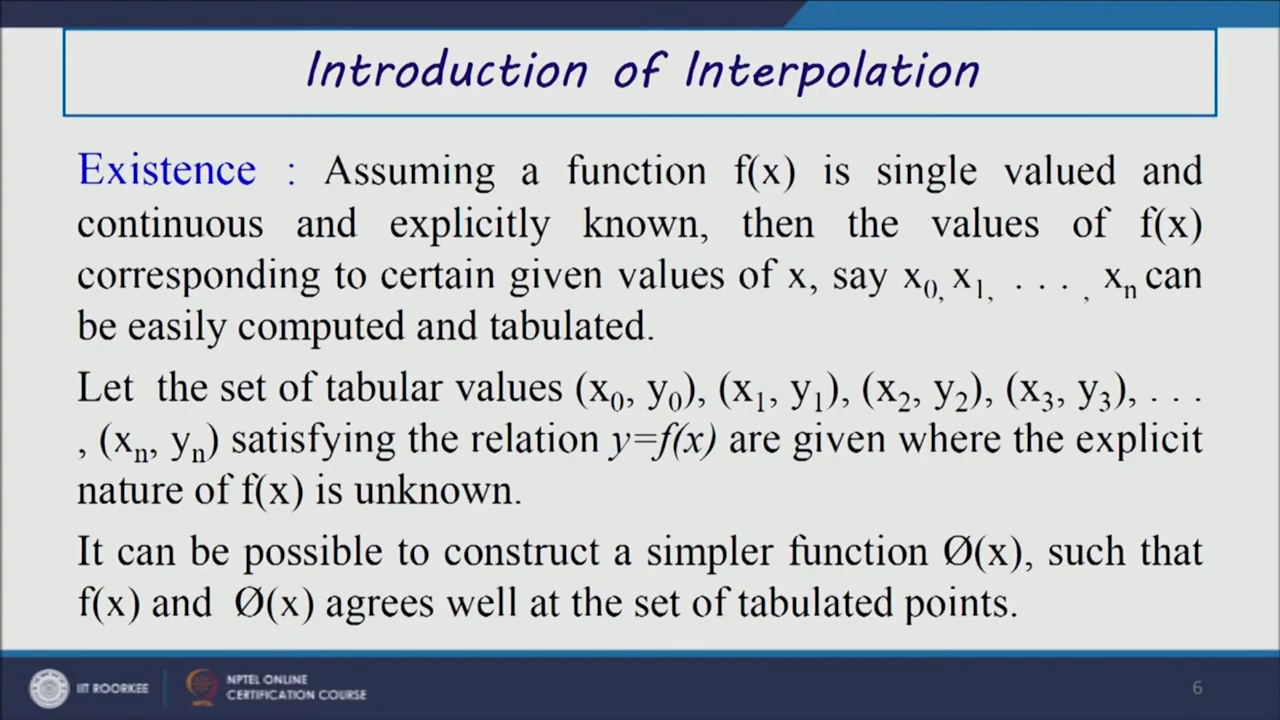 Introduction of Interpolation
Existence : Assuming a function f(x) is single valued and
continuous and explicitly known, then the values of f(x)
corresponding to certain given values of x, say x₀, x₁, . . . , xₙ can
be easily computed and tabulated.
Let the set of tabular values (x₀, y₀), (x₁, y₁), (x₂, y₂), (x₃, y₃), . . .
, (xₙ, yₙ) satisfying the relation y=f(x) are given where the explicit
nature of f(x) is unknown.
It can be possible to construct a simpler function Ø(x), such that
f(x) and Ø(x) agrees well at the set of tabulated points.
IIT ROORKEE
NPTEL ONLINE
CERTIFICATION COURSE
6